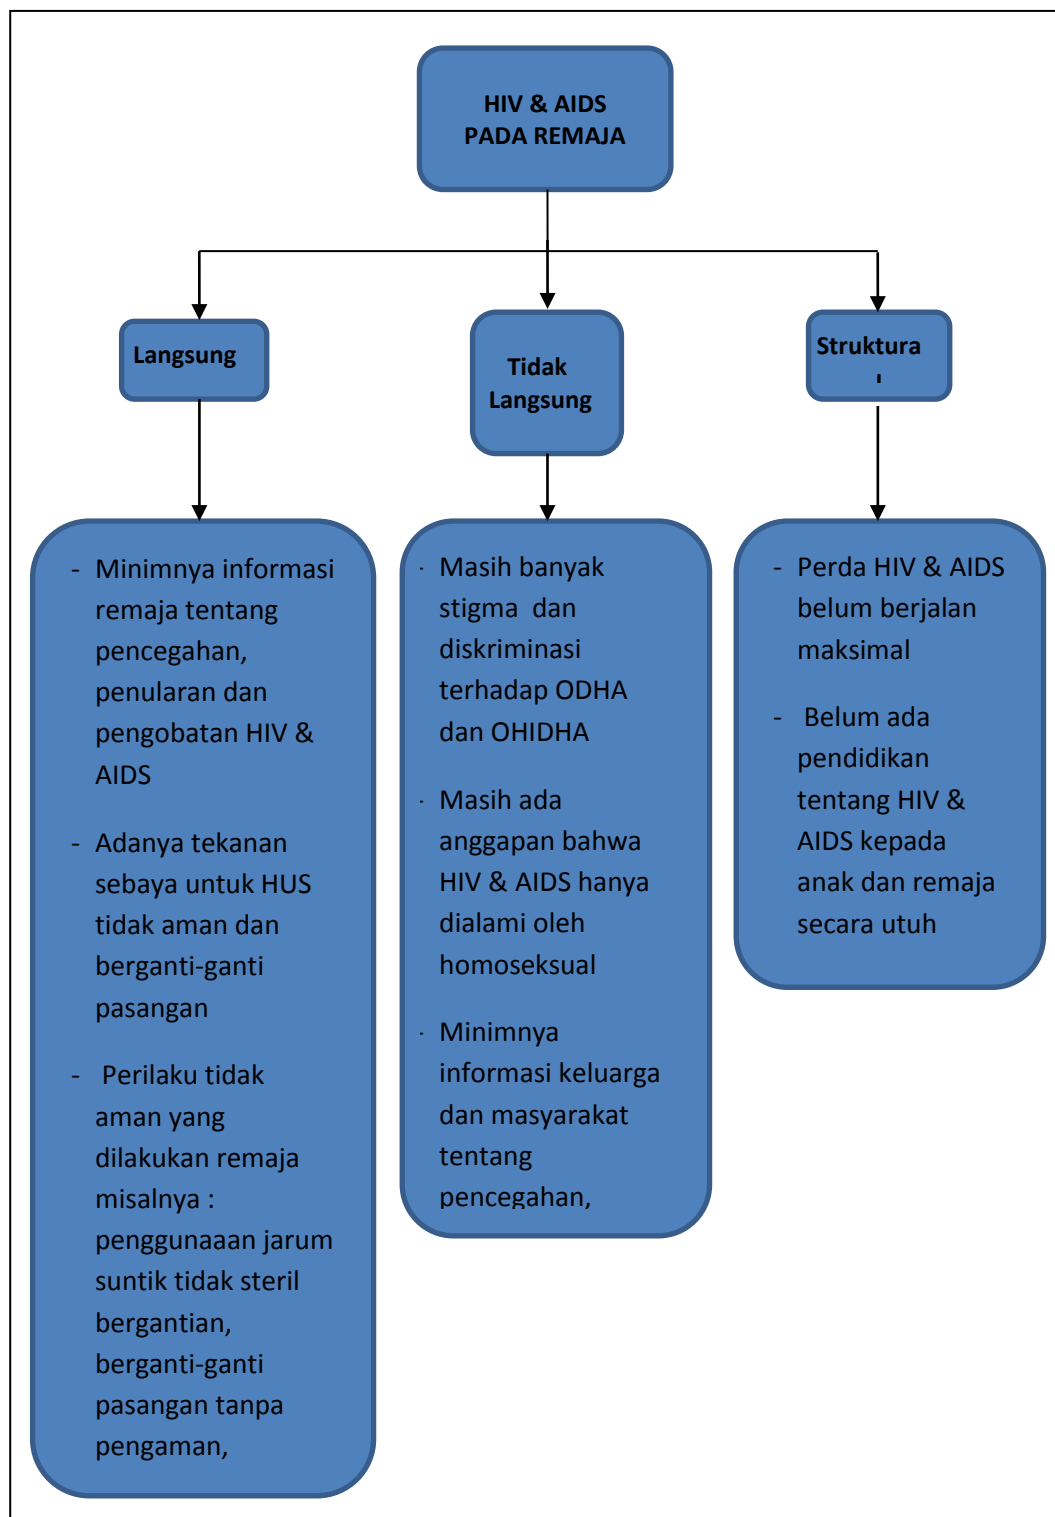 HIV & AIDS
PADA REMAJA
Langsung
Tidak
Langsung
Struktura
- Minimnya informasi
remaja tentang
pencegahan,
penularan dan
pengobatan HIV &
AIDS
- Adanya tekanan
sebaya untuk HUS
tidak aman dan
berganti-ganti
pasangan
- Perilaku tidak
aman yang
dilakukan remaja
misalnya :
penggunaaan jarum
suntik tidak steril
bergantian,
berganti-ganti
pasangan tanpa
pengaman,
- Masih banyak
stigma dan
diskriminasi
terhadap ODHA
dan OHIDHA
- Masih ada
anggapan bahwa
HIV & AIDS hanya
dialami oleh
homoseksual
- Minimnya
informasi keluarga
dan masyarakat
tentang
pencegahan,
- Perda HIV & AIDS
belum berjalan
maksimal
- Belum ada
pendidikan
tentang HIV &
AIDS kepada
anak dan remaja
secara utuh